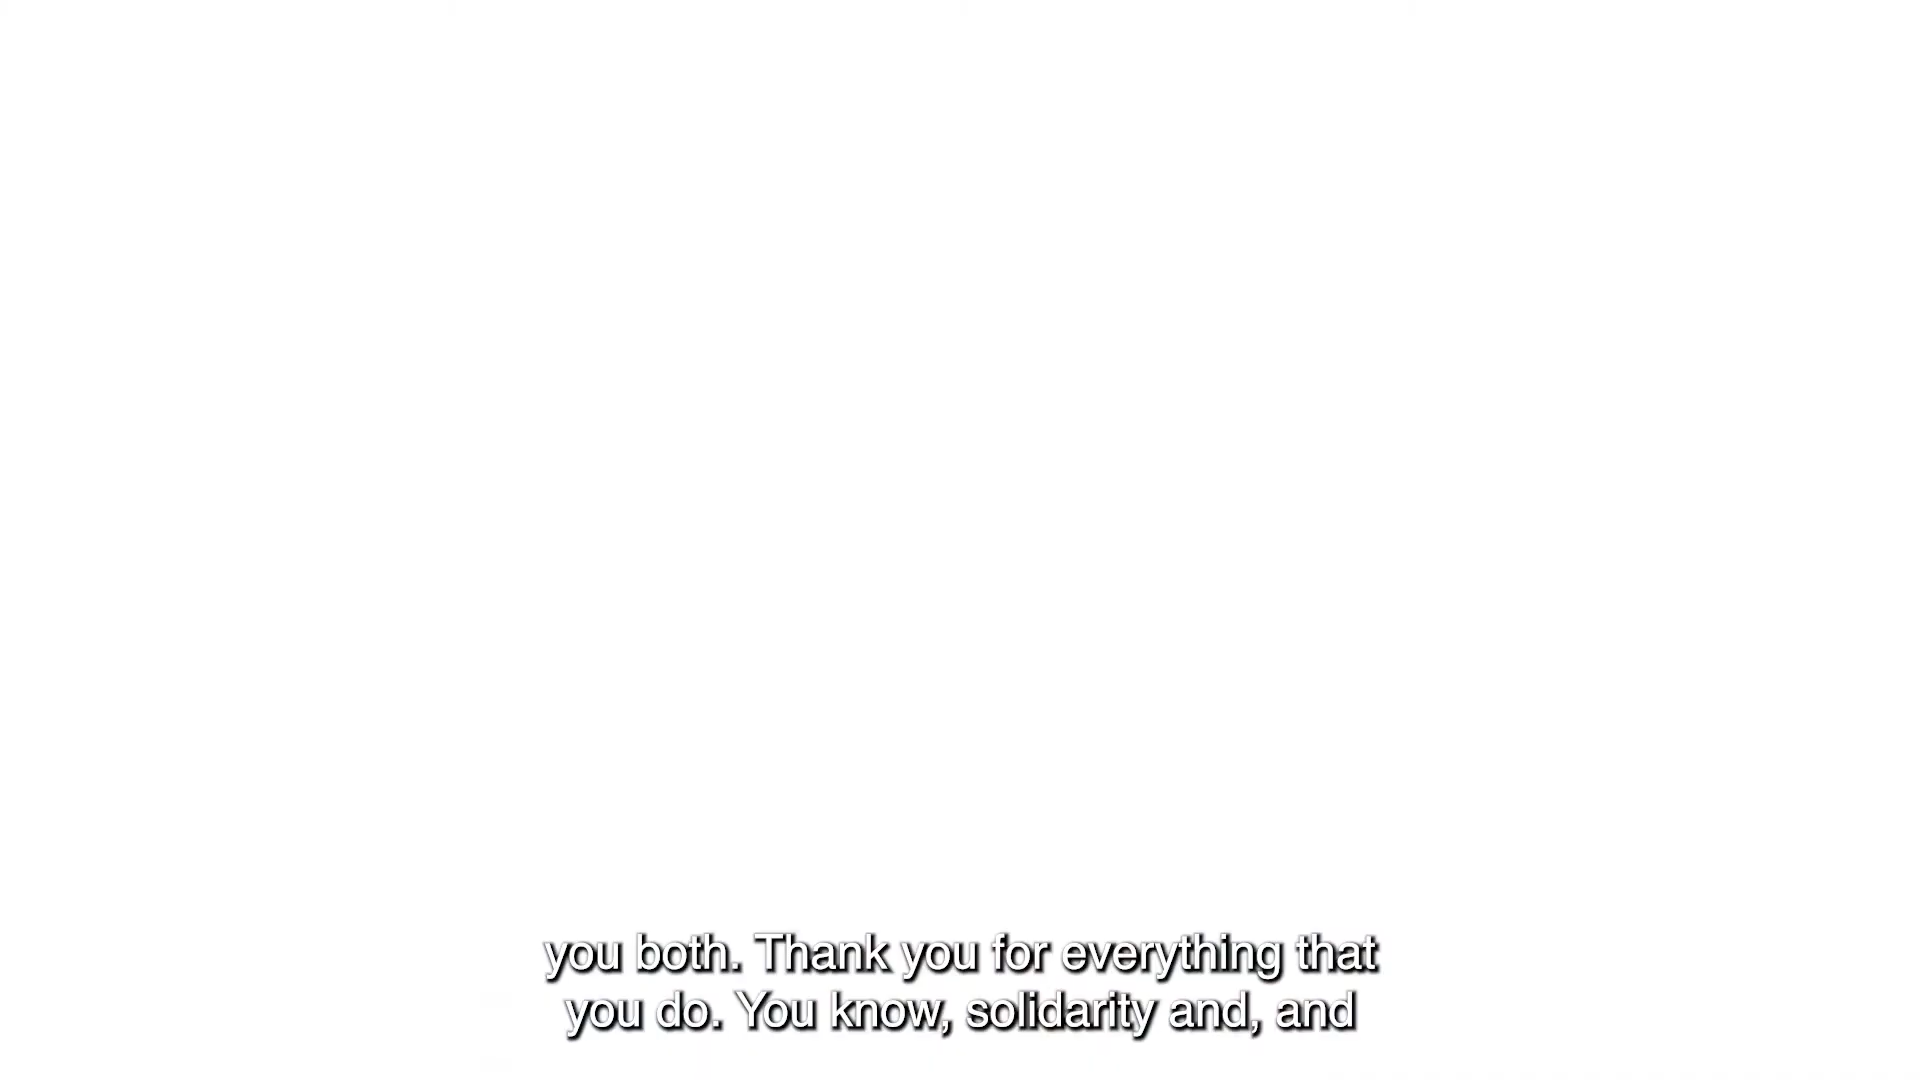 you both. Thank you for everything that
you do. You know, solidarity and, and